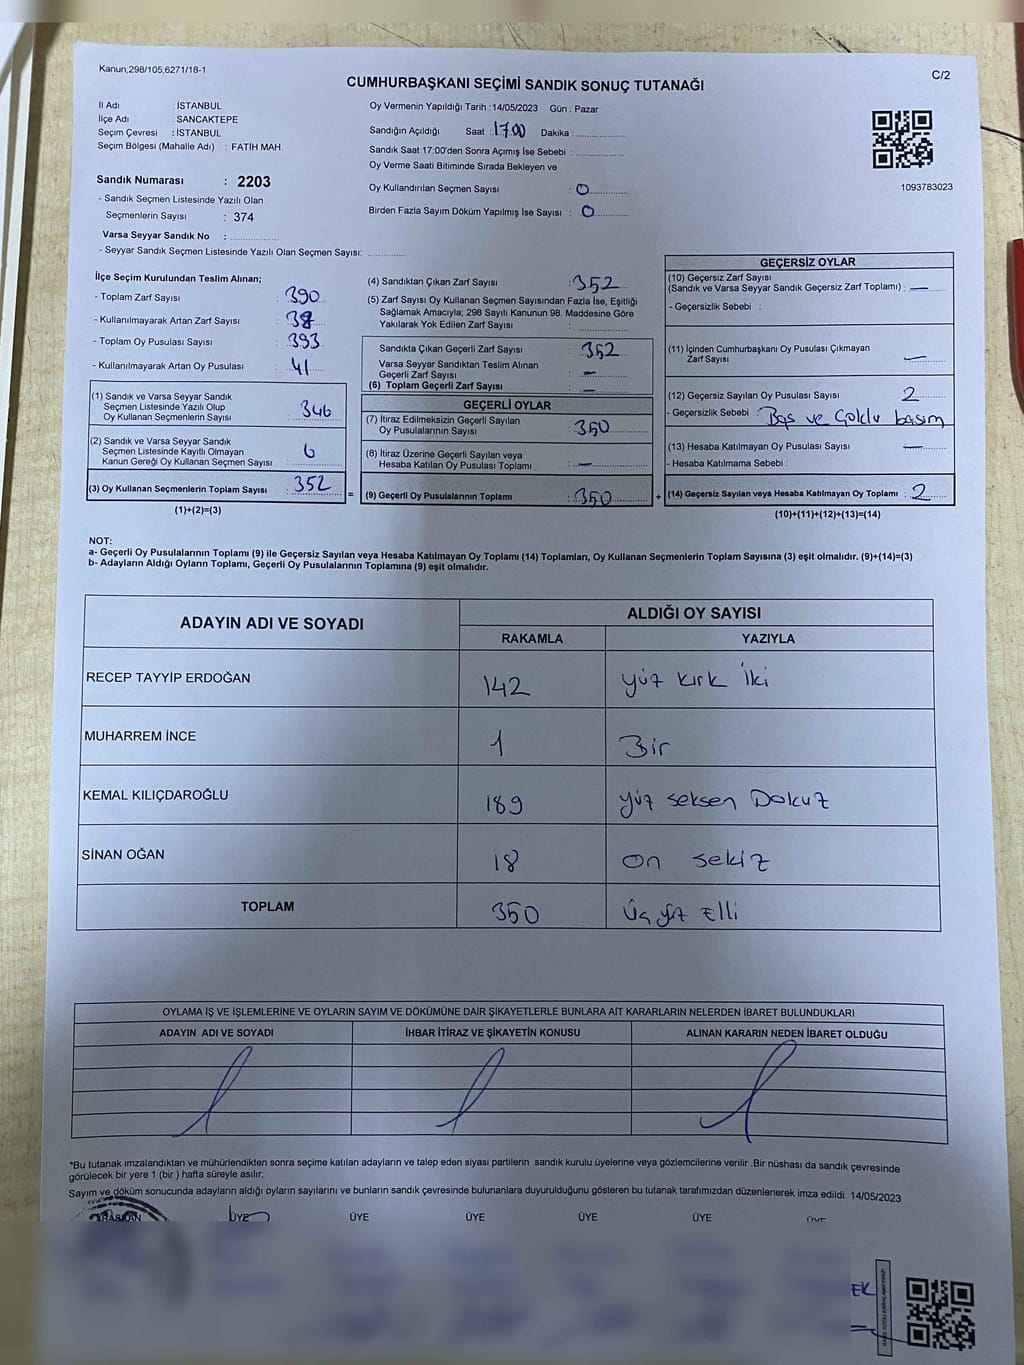 Kanun,298/105,6271/18-1
C/2
CUMHURBAŞKANI SEÇİMİ SANDIK SONUÇ TUTANAĞI
İl Adı : İSTANBUL
İlçe Adı : SANCAKTEPE
Seçim Çevresi : İSTANBUL
Seçim Bölgesi (Mahalle Adı) : FATİH MAH.
Sandık Numarası : 2203
- Sandık Seçmen Listesinde Yazılı Olan
Seçmenlerin Sayısı : 374
Varsa Seyyar Sandık No :
- Seyyar Sandık Seçmen Listesinde Yazılı Olan Seçmen Sayısı:
Oy Vermenin Yapıldığı Tarih :14/05/2023 Gün : Pazar
Sandığın Açıldığı Saat : 17.00 Dakika :
Sandık Saat 17:00'den Sonra Açımış İse Sebebi :
Oy Verme Saati Bitiminde Sırada Bekleyen ve
Oy Kullandırılan Seçmen Sayısı : 0
Birden Fazla Sayım Döküm Yapılmış İse Sayısı : 0
1093783023
İlçe Seçim Kurulundan Teslim Alınan;
- Toplam Zarf Sayısı : 390
- Kullanılmayarak Artan Zarf Sayısı : 38
- Toplam Oy Pusulası Sayısı : 393
- Kullanılmayarak Artan Oy Pusulası : 41
(1) Sandık ve Varsa Seyyar Sandık
Seçmen Listesinde Yazılı Olup
Oy Kullanan Seçmenlerin Sayısı : 346
(2) Sandık ve Varsa Seyyar Sandık
Seçmen Listesinde Kayıtlı Olmayan
Kanun Gereği Oy Kullanan Seçmen Sayısı : 6
(3) Oy Kullanan Seçmenlerin Toplam Sayısı : 352
(1)+(2)=(3)
(4) Sandıktan Çıkan Zarf Sayısı : 352
(5) Zarf Sayısı Oy Kullanan Seçmen Sayısından Fazla İse, Eşitliği
Sağlamak Amacıyla; 298 Sayılı Kanunun 98. Maddesine Göre
Yakılarak Yok Edilen Zarf Sayısı :
Sandıkta Çıkan Geçerli Zarf Sayısı : 352
Varsa Seyyar Sandıktan Teslim Alınan
Geçerli Zarf Sayısı : —
(6) Toplam Geçerli Zarf Sayısı : —
GEÇERLİ OYLAR
(7) İtiraz Edilmeksizin Geçerli Sayılan
Oy Pusulalarının Sayısı : 350
(8) İtiraz Üzerine Geçerli Sayılan veya
Hesaba Katılan Oy Pusulası Toplamı : —
= (9) Geçerli Oy Pusulalarının Toplamı : 350
GEÇERSİZ OYLAR
(10) Geçersiz Zarf Sayısı
(Sandık ve Varsa Seyyar Sandık Geçersiz Zarf Toplamı) : —
- Geçersizlik Sebebi :
(11) İçinden Cumhurbaşkanı Oy Pusulası Çıkmayan
Zarf Sayısı : —
(12) Geçersiz Sayılan Oy Pusulası Sayısı : 2
- Geçersizlik Sebebi : Boş ve Çoklu basım
(13) Hesaba Katılmayan Oy Pusulası Sayısı : —
- Hesaba Katılmama Sebebi :
+ (14) Geçersiz Sayılan veya Hesaba Katılmayan Oy Toplamı : 2
(10)+(11)+(12)+(13)=(14)
NOT:
a- Geçerli Oy Pusulalarının Toplamı (9) ile Geçersiz Sayılan veya Hesaba Katılmayan Oy Toplamı (14) Toplamları, Oy Kullanan Seçmenlerin Toplam Sayısına (3) eşit olmalıdır. (9)+(14)=(3)
b- Adayların Aldığı Oyların Toplamı, Geçerli Oy Pusulalarının Toplamına (9) eşit olmalıdır.
ADAYIN ADI VE SOYADI ALDIĞI OY SAYISI
RAKAMLA YAZIYLA
RECEP TAYYİP ERDOĞAN 142 yüz kırk iki
MUHARREM İNCE 1 Bir
KEMAL KILIÇDAROĞLU 189 yüz seksen Dokuz
SİNAN OĞAN 18 on sekiz
TOPLAM 350 Üç yüz Elli
OYLAMA İŞ VE İŞLEMLERİNE VE OYLARIN SAYIM VE DÖKÜMÜNE DAİR ŞİKAYETLERLE BUNLARA AİT KARARLARIN NELERDEN İBARET BULUNDUKLARI
ADAYIN ADI VE SOYADI İHBAR İTİRAZ VE ŞİKAYETİN KONUSU ALINAN KARARIN NEDEN İBARET OLDUĞU
*Bu tutanak imzalandıktan ve mühürlendikten sonra seçime katılan adayların ve talep eden siyasi partilerin sandık kurulu üyelerine veya gözlemcilerine verilir .Bir nüshası da sandık çevresinde
görülecek bir yere 1 (bir ) hafta süreyle asılır.
Sayım ve döküm sonucunda adayların aldığı oyların sayılarını ve bunların sandık çevresinde bulunanlara duyurulduğunu gösteren bu tutanak tarafımızdan düzenlenerek imza edildi. 14/05/2023
BAŞKAN ÜYE ÜYE ÜYE ÜYE ÜYE ÜYE
EK